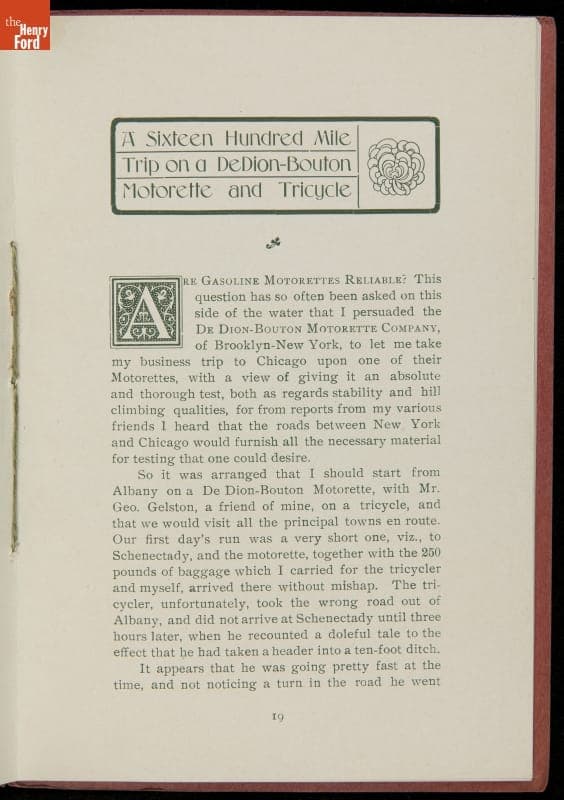 the
Henry
Ford
A Sixteen Hundred Mile
Trip on a DeDion-Bouton
Motorette and Tricycle
ARE GASOLINE MOTORETTES RELIABLE? This
question has so often been asked on this
side of the water that I persuaded the
DE DION-BOUTON MOTORETTE COMPANY,
of Brooklyn-New York, to let me take
my business trip to Chicago upon one of their
Motorettes, with a view of giving it an absolute
and thorough test, both as regards stability and hill
climbing qualities, for from reports from my various
friends I heard that the roads between New York
and Chicago would furnish all the necessary material
for testing that one could desire.
So it was arranged that I should start from
Albany on a De Dion-Bouton Motorette, with Mr.
Geo. Gelston, a friend of mine, on a tricycle, and
that we would visit all the principal towns en route.
Our first day's run was a very short one, viz., to
Schenectady, and the motorette, together with the 250
pounds of baggage which I carried for the tricycler
and myself, arrived there without mishap. The tri-
cycler, unfortunately, took the wrong road out of
Albany, and did not arrive at Schenectady until three
hours later, when he recounted a doleful tale to the
effect that he had taken a header into a ten-foot ditch.
It appears that he was going pretty fast at the
time, and not noticing a turn in the road he went
19